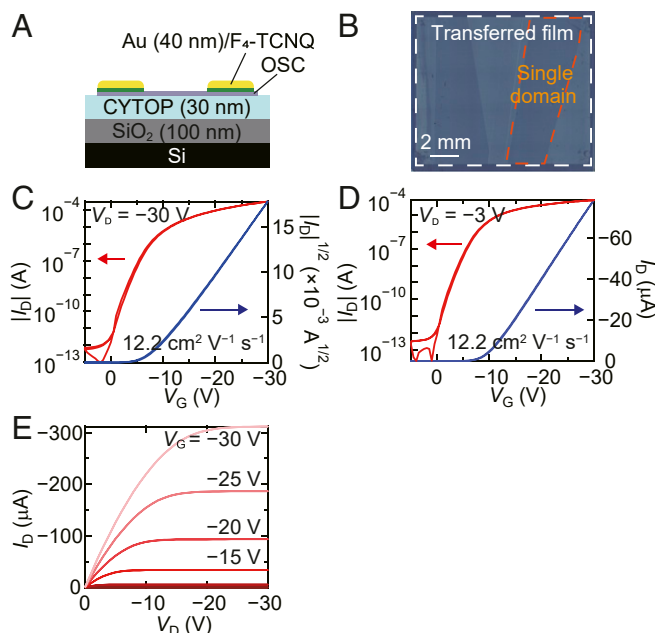 A
Au (40 nm)/F₄-TCNQ
OSC
CYTOP (30 nm)
SiO₂ (100 nm)
Si
B
Transferred film
Single
domain
2 mm
C
V_D = −30 V
|I_D| (A)
10⁻⁴
10⁻⁷
10⁻¹⁰
10⁻¹³
0
−10
−20
−30
V_G (V)
12.2 cm² V⁻¹ s⁻¹
10
5
0
|I_D|^1/2 (×10⁻³ A^1/2)
D
V_D = −3 V
|I_D| (A)
10⁻⁴
10⁻⁷
10⁻¹⁰
10⁻¹³
0
−10
−20
−30
V_G (V)
12.2 cm² V⁻¹ s⁻¹
−60
−40
−20
0
I_D (μA)
E
V_G = −30 V
−25 V
−20 V
−15 V
I_D (μA)
−300
−200
−100
0
0
−10
−20
−30
V_D (V)